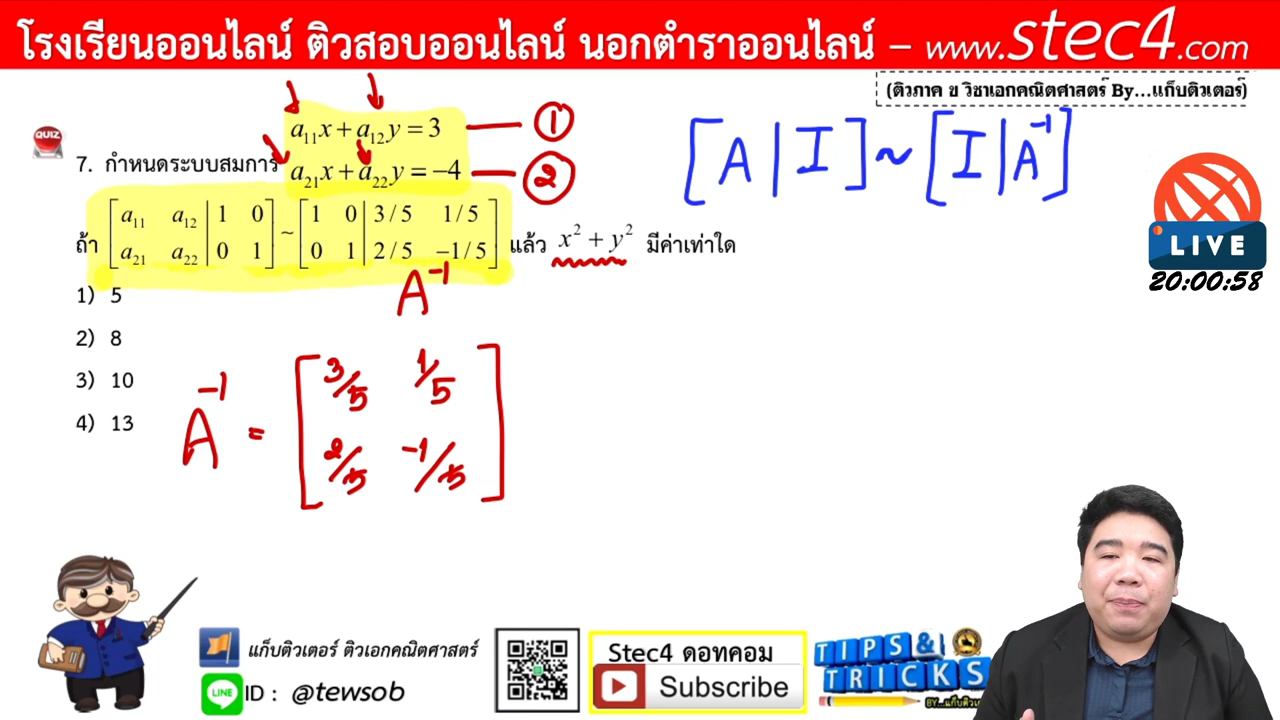 โรงเรียนออนไลน์ ติวสอบออนไลน์ นอกตำราออนไลน์ – www.stec4.com
(ติวภาค ข วิชาเอกคณิตศาสตร์ By...แก็บติวเตอร์)
QUIZ
a₁₁x + a₁₂y = 3 ①
7. กำหนดระบบสมการ
a₂₁x + a₂₂y = −4 ②
[A | I] ~ [I | A⁻¹]
ถ้า [a₁₁ a₁₂ | 1 0] ~ [1 0 | 3/5 1/5] แล้ว x² + y² มีค่าเท่าใด
[a₂₁ a₂₂ | 0 1] [0 1 | 2/5 −1/5]
LIVE
20:00:58
A⁻¹
1) 5
2) 8
3) 10
4) 13
A⁻¹ = [3/5 1/5
2/5 -1/5]
แก็บติวเตอร์ ติวเอกคณิตศาสตร์
LINE ID : @tewsob
Stec4 ดอทคอม
Subscribe
TIPS &
TRICKS
BY...แก็บติวเ